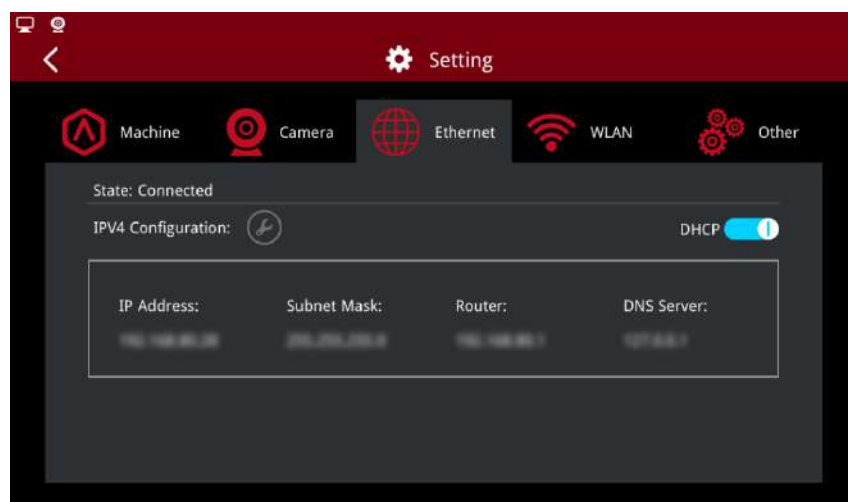 Setting
Machine Camera Ethernet WLAN Other
State: Connected
IPV4 Configuration: DHCP
IP Address: Subnet Mask: Router: DNS Server: